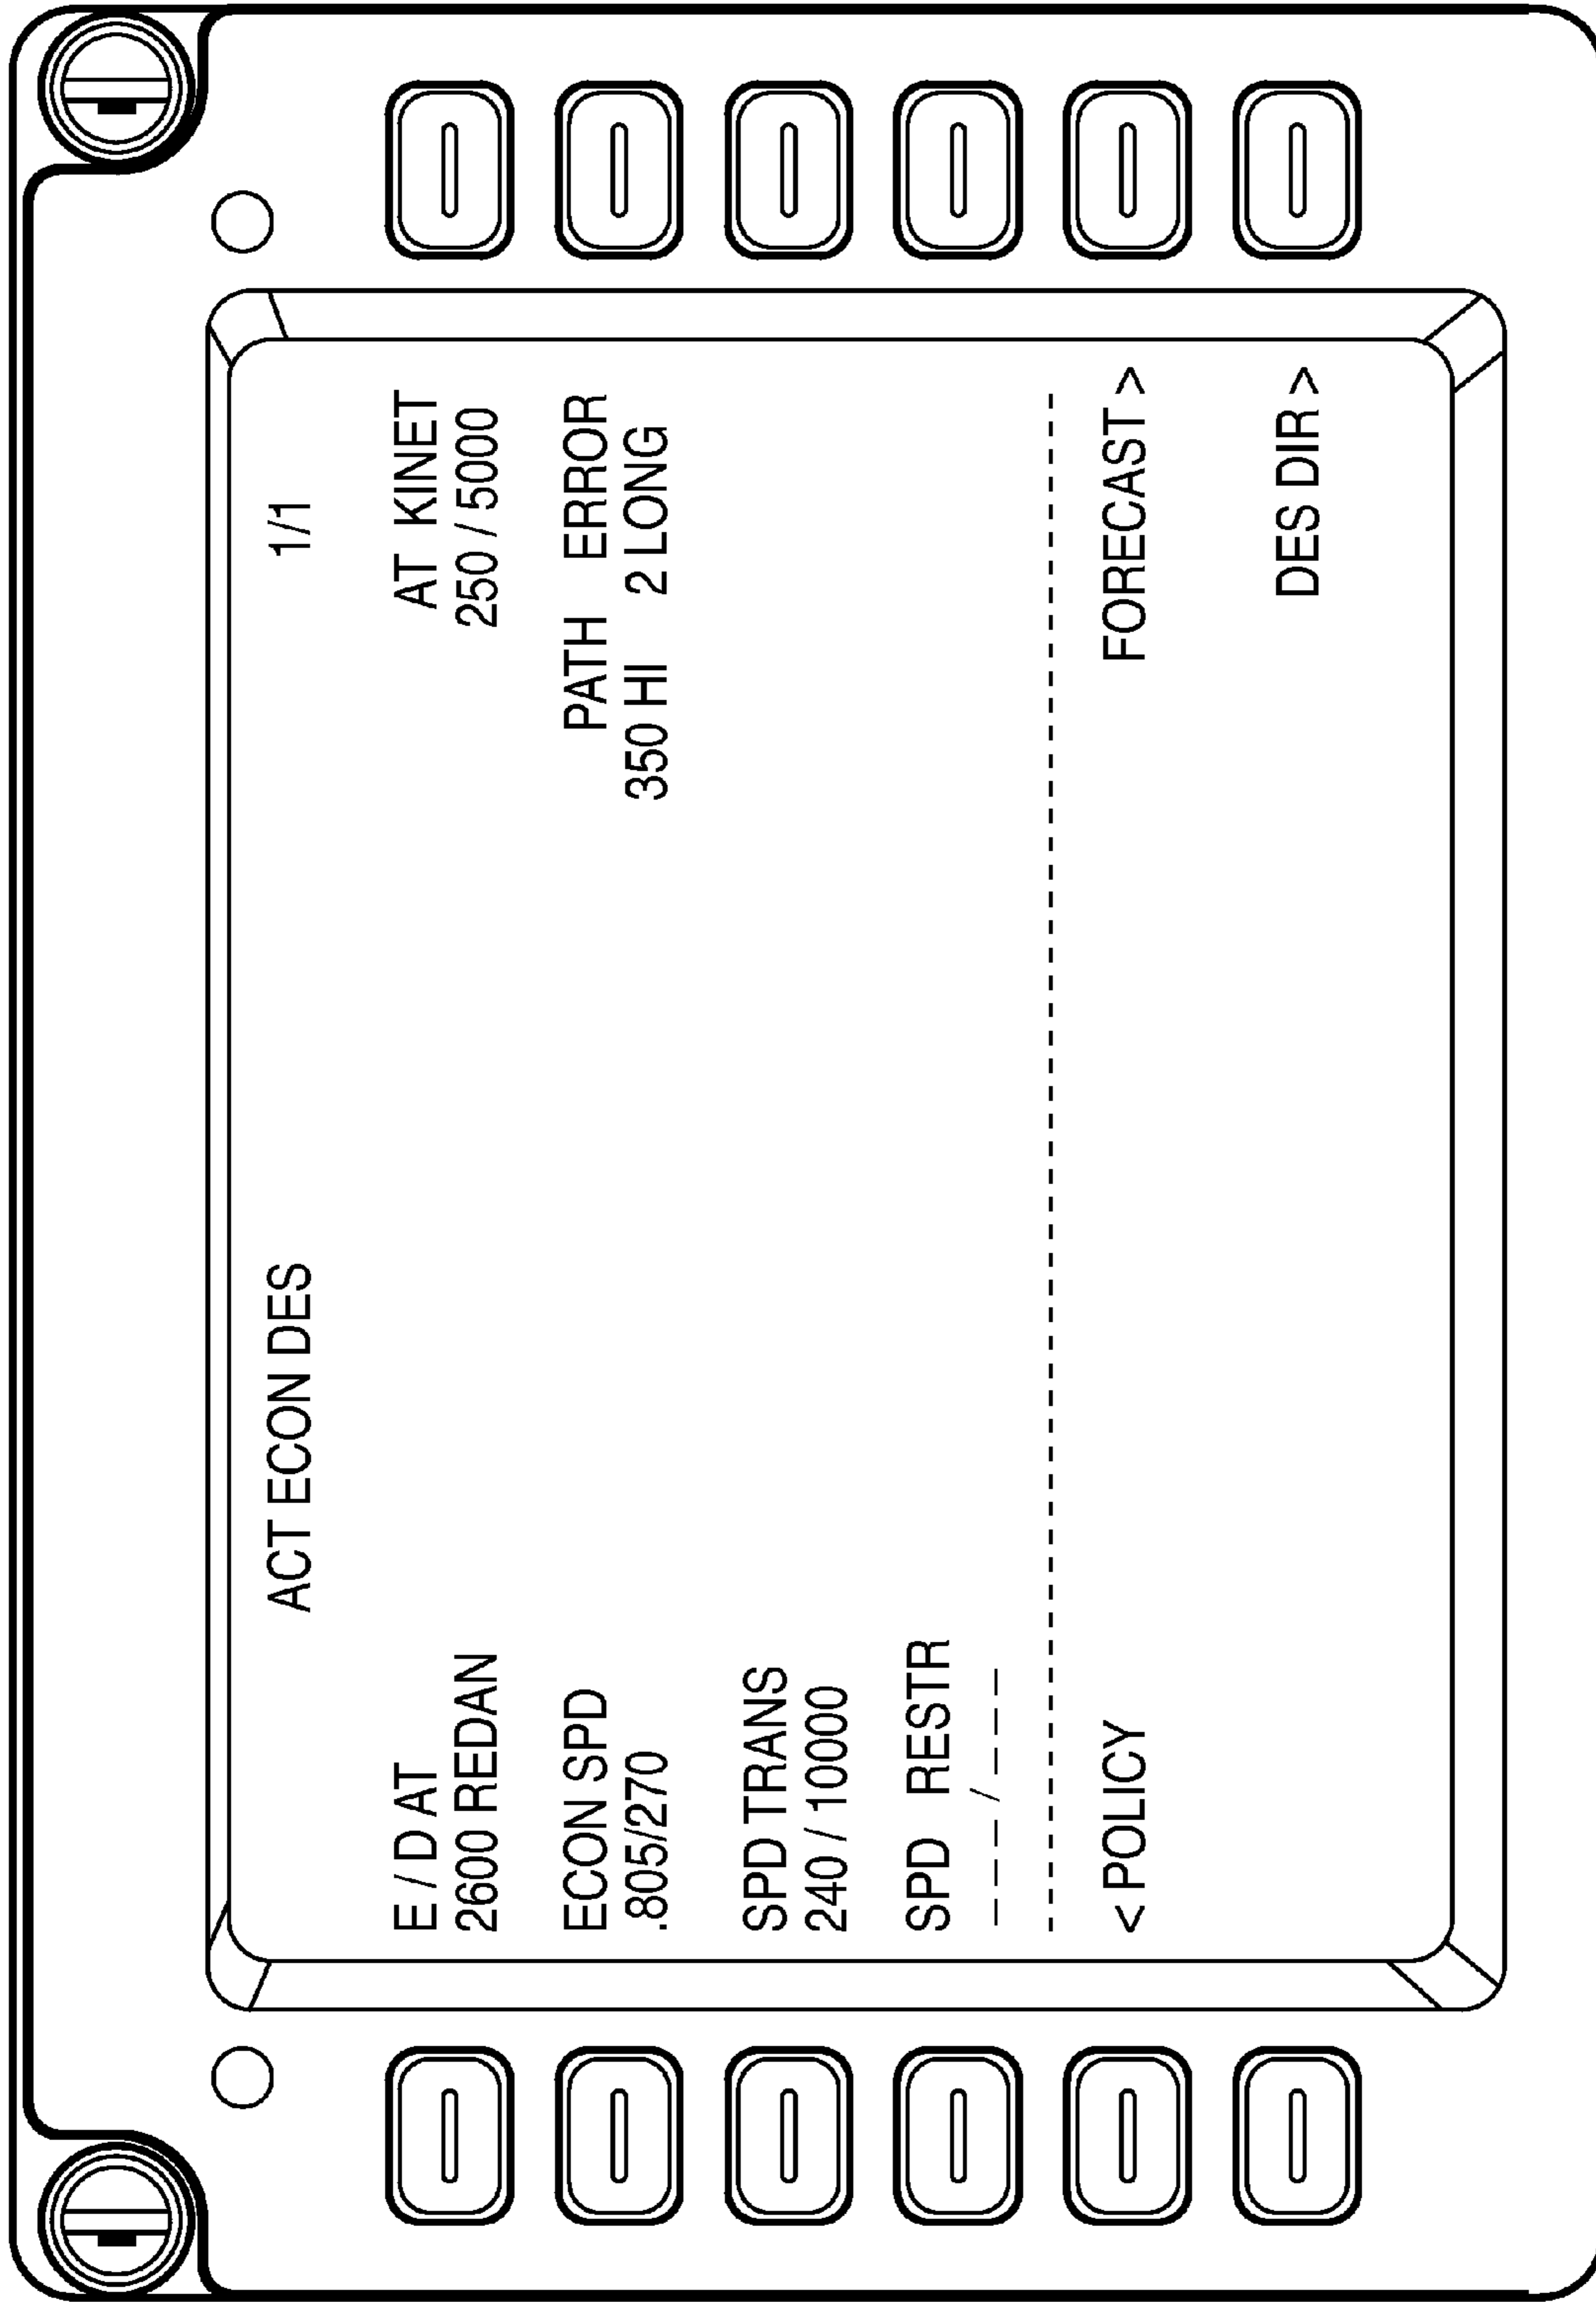 ACT ECON DES 1/1
E / D AT AT KINET
2600 REDAN 250 / 5000
ECON SPD PATH ERROR
.805/270 350 HI 2 LONG
SPD TRANS
240 / 10000
SPD RESTR
_ _ _ / _ _ _ _
------------------------------------------------
< POLICY FORECAST >
DES DIR >